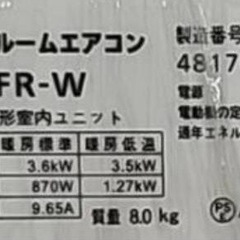 ルームエアコン
製造番号
FR-W
4817
形室内ユニット
電源
電動機の定
通年エネル
暖房標準 暖房低温
3.6kW 3.5kW
870W 1.27kW
9.65A
質量 8.0 kg
PS